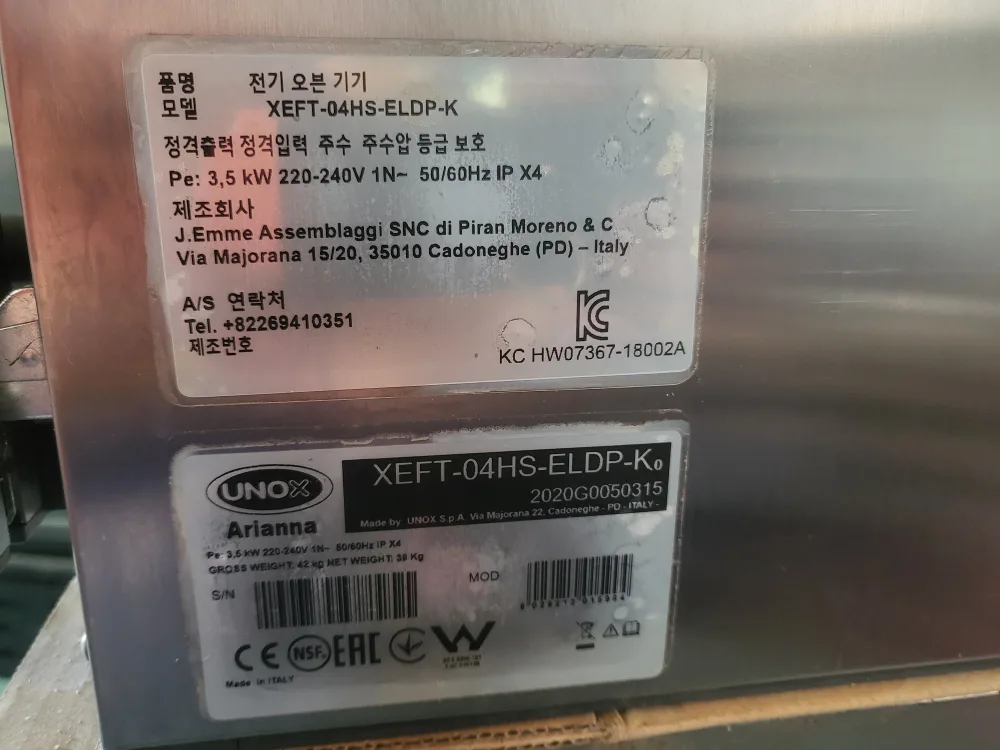 품명 전기 오븐 기기
모델 XEFT-04HS-ELDP-K
정격출력 정격입력 주수 주수압 등급 보호
Pe: 3,5 kW 220-240V 1N~ 50/60Hz IP X4
제조회사
J.Emme Assemblaggi SNC di Piran Moreno & C
Via Majorana 15/20, 35010 Cadoneghe (PD) – Italy
A/S 연락처
Tel. +82269410351
제조번호
KC HW07367-18002A
UNOX
Arianna
XEFT-04HS-ELDP-K0
2020G0050315
Made by UNOX S.p.A. Via Majorana 22, Cadoneghe - PD - ITALY -
Pe: 3,5 kW 220-240V 1N~ 50/60Hz IP X4
GROSS WEIGHT: 42 kg NET WEIGHT: 39 Kg
S/N
MOD
CE NSF EAC W
Made in ITALY